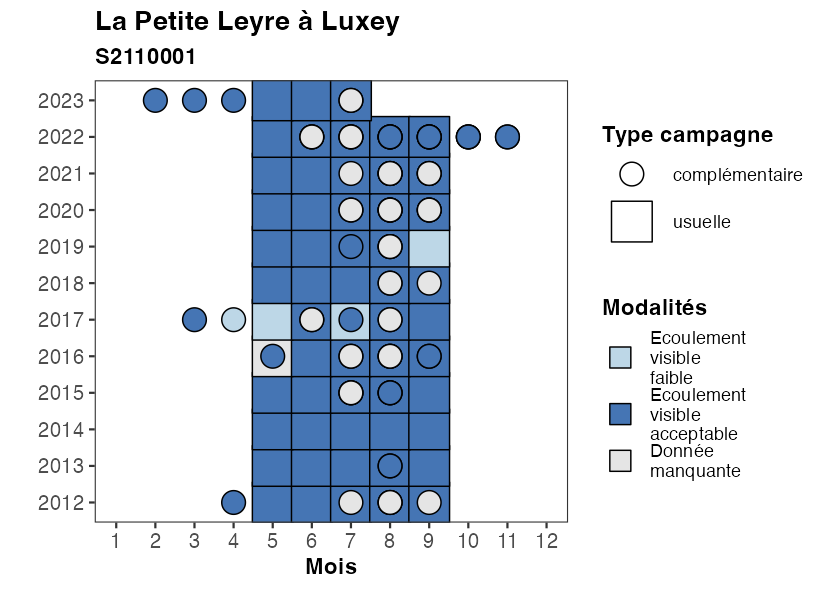 La Petite Leyre à Luxey
S2110001
2023
2022
2021
2020
2019
2018
2017
2016
2015
2014
2013
2012
1 2 3 4 5 6 7 8 9 10 11 12
Mois
Type campagne
complémentaire
usuelle
Modalités
Ecoulement
visible
faible
Ecoulement
visible
acceptable
Donnée
manquante